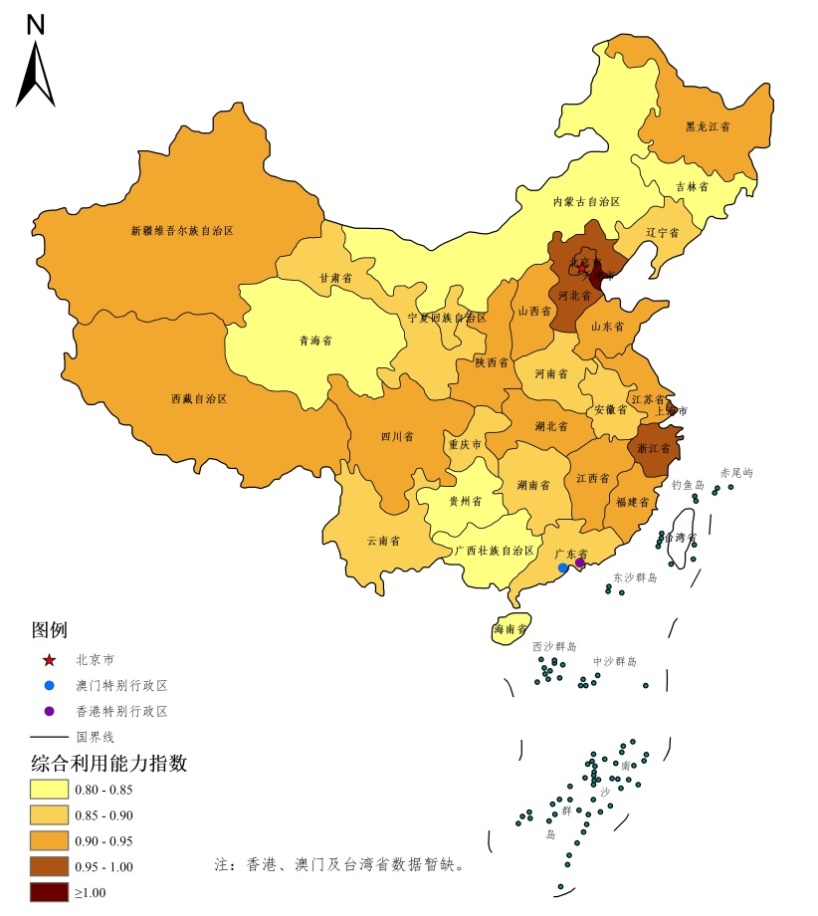 N
黑龙江省
吉林省
内蒙古自治区
辽宁省
新疆维吾尔族自治区
北京市
甘肃省
河北省
宁夏回族自治区
山西省
山东省
青海省
陕西省
河南省
西藏自治区
江苏省
安徽省
上海市
四川省
湖北省
重庆市
浙江省
赤尾屿
江西省
湖南省
钓鱼岛
贵州省
福建省
云南省
台湾省
广西壮族自治区
广东省
东沙群岛
海南省
西沙群岛
中沙群岛
南
沙
群
岛
图例
北京市
澳门特别行政区
香港特别行政区
国界线
综合利用能力指数
0.80 - 0.85
0.85 - 0.90
0.90 - 0.95
0.95 - 1.00
≥1.00
注：香港、澳门及台湾省数据暂缺。